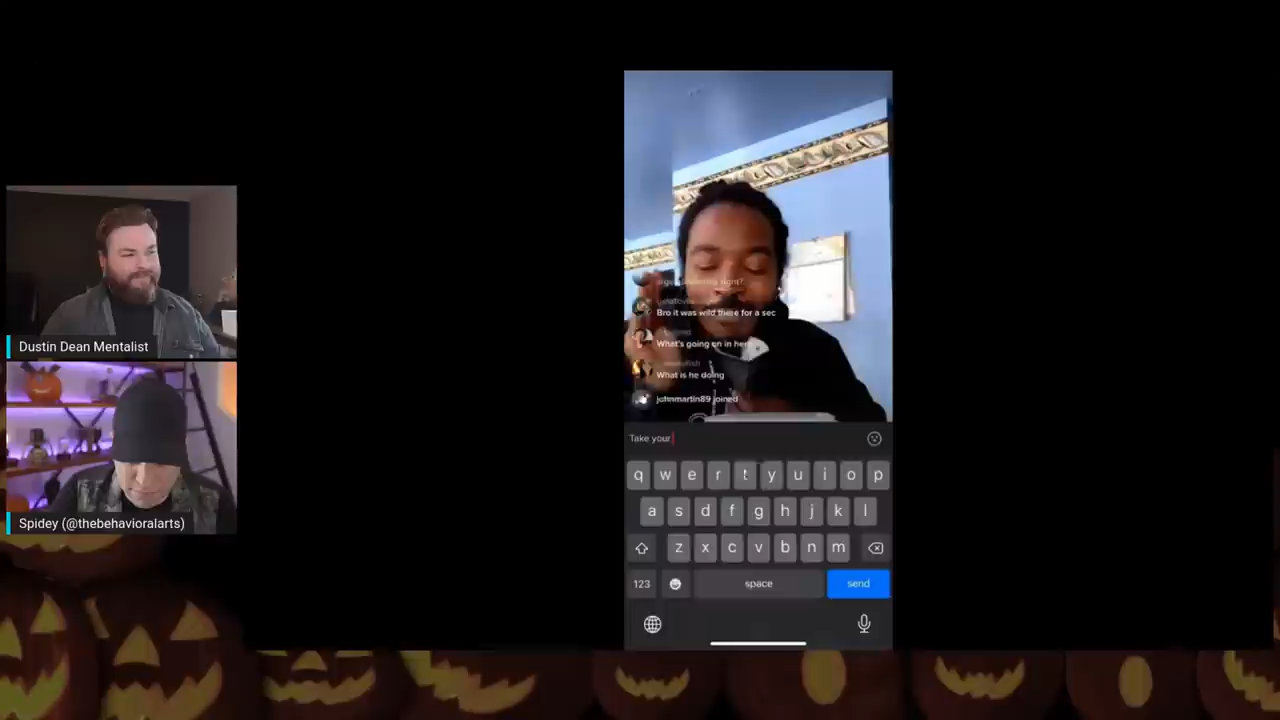 Dustin Dean Mentalist
Spidey (@thebehavioralarts)
Bro it was wild these for a sec
What's going on in here
What is he doing
johnmartin89 joined
Take your
q w e r t y u i o p
a s d f g h j k l
z x c v b n m
123
space
send